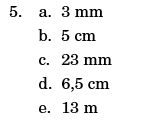 5. a. 3 mm
b. 5 cm
c. 23 mm
d. 6,5 cm
e. 13 m